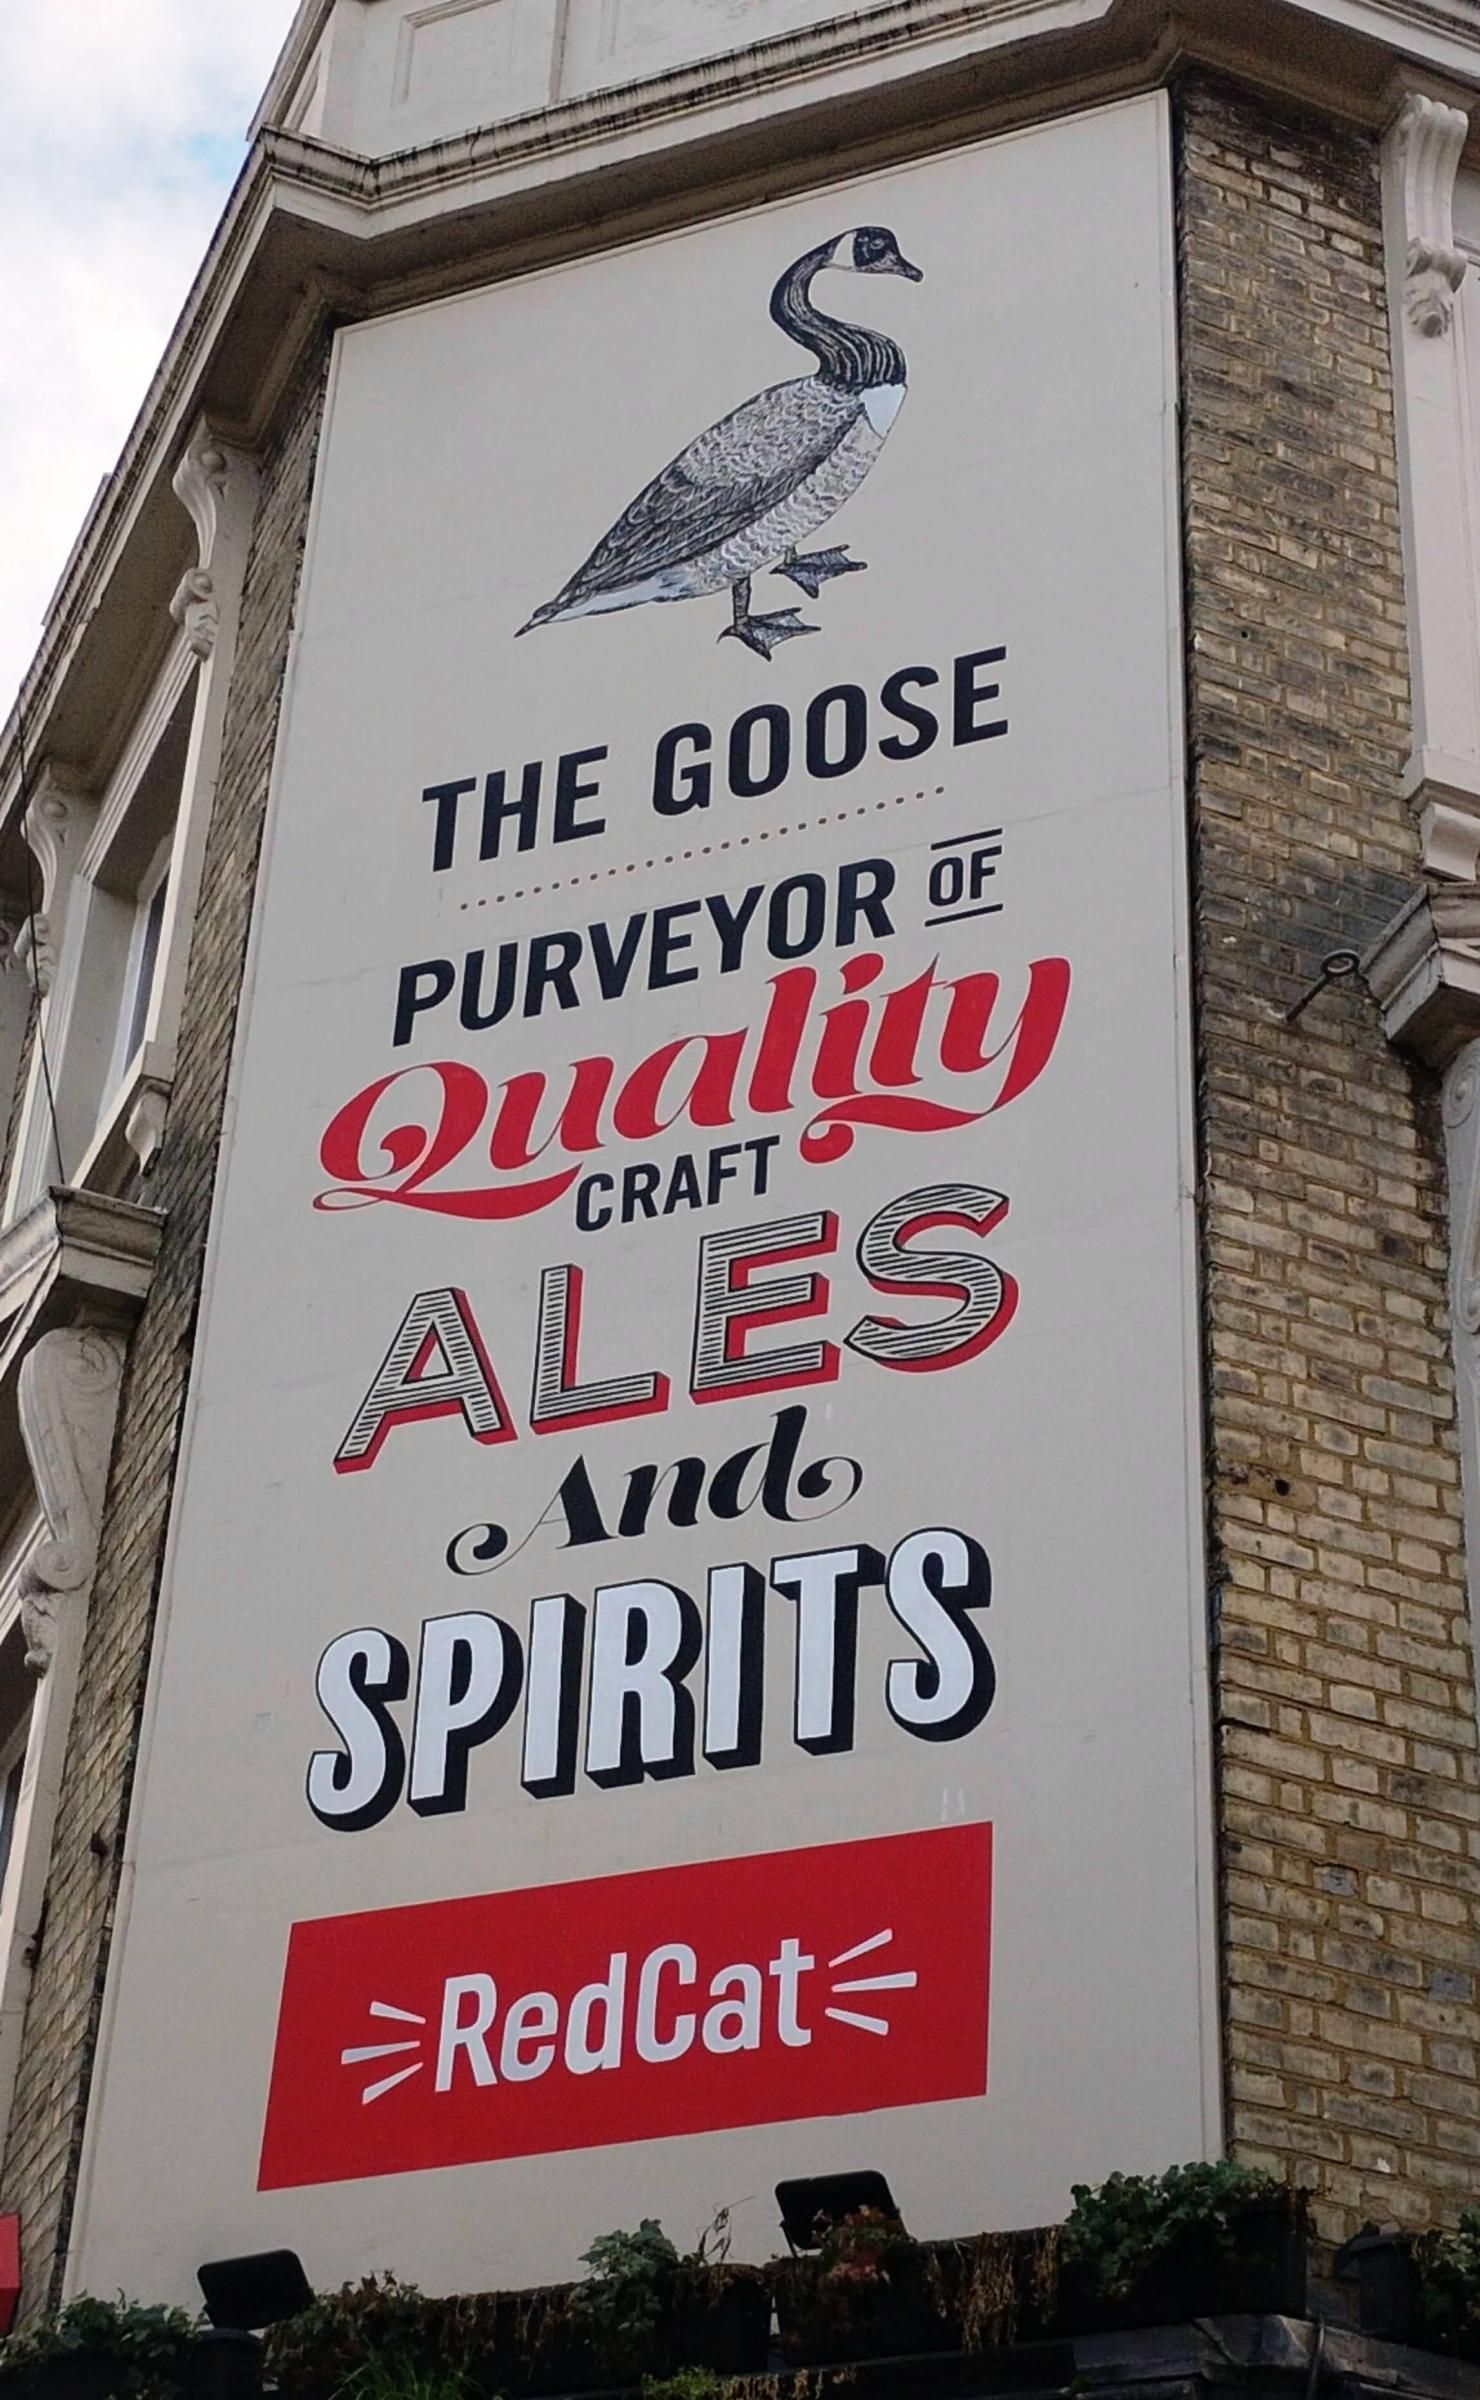 THE GOOSE
PURVEYOR OF
Quality
CRAFT
ALES
And
SPIRITS
RedCat